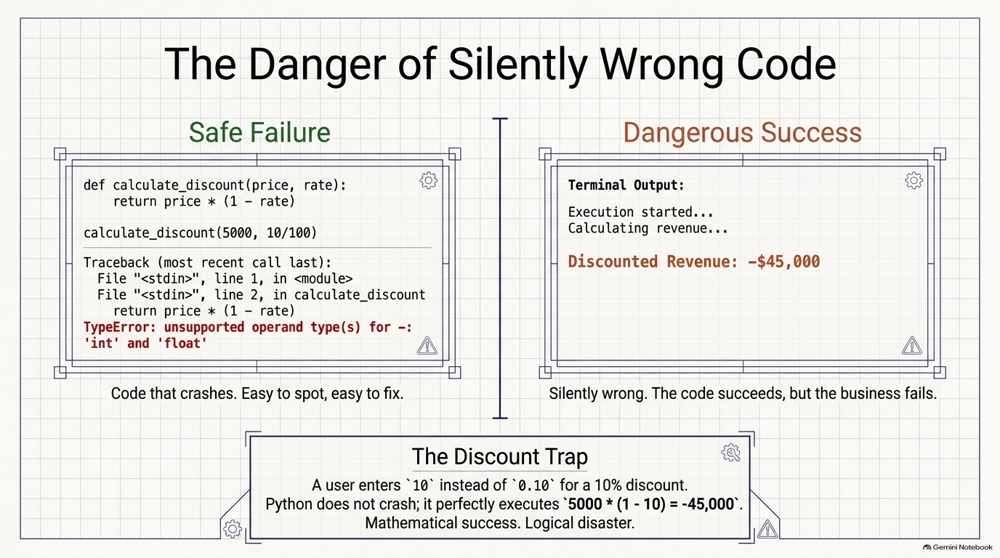 The Danger of Silently Wrong Code
Safe Failure
def calculate_discount(price, rate):
    return price * (1 − rate)
calculate_discount(5000, 10/100)
Traceback (most recent call last):
  File "<stdin>", line 1, in <module>
  File "<stdin>", line 2, in calculate_discount
    return price * (1 − rate)
TypeError: unsupported operand type(s) for −:
'int' and 'float'
Code that crashes. Easy to spot, easy to fix.
Dangerous Success
Terminal Output:
Execution started...
Calculating revenue...
Discounted Revenue: −$45,000
Silently wrong. The code succeeds, but the business fails.
The Discount Trap
A user enters `10` instead of `0.10` for a 10% discount.
Python does not crash; it perfectly executes `5000 * (1 - 10) = -45,000`.
Mathematical success. Logical disaster.
Gemini Notebook